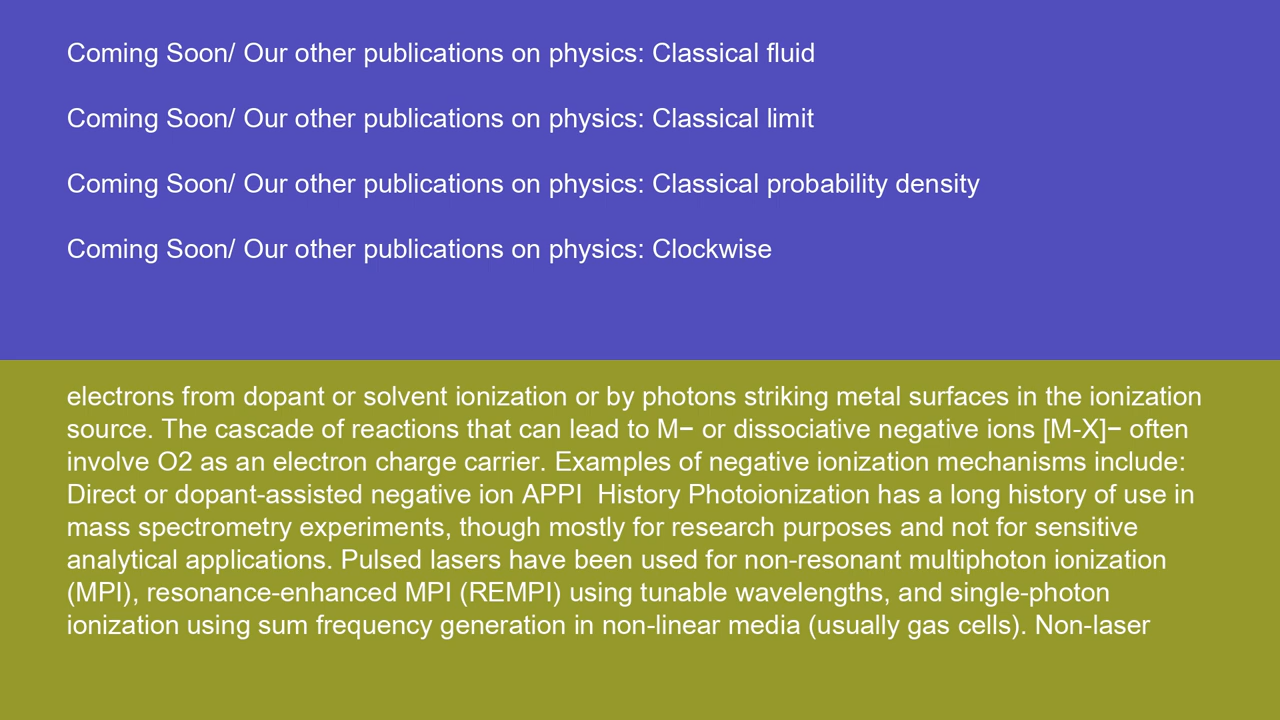 Coming Soon/ Our other publications on physics: Classical fluid
Coming Soon/ Our other publications on physics: Classical limit
Coming Soon/ Our other publications on physics: Classical probability density
Coming Soon/ Our other publications on physics: Clockwise
electrons from dopant or solvent ionization or by photons striking metal surfaces in the ionization
source. The cascade of reactions that can lead to M− or dissociative negative ions [M-X]− often
involve O2 as an electron charge carrier. Examples of negative ionization mechanisms include:
Direct or dopant-assisted negative ion APPI  History Photoionization has a long history of use in
mass spectrometry experiments, though mostly for research purposes and not for sensitive
analytical applications. Pulsed lasers have been used for non-resonant multiphoton ionization
(MPI), resonance-enhanced MPI (REMPI) using tunable wavelengths, and single-photon
ionization using sum frequency generation in non-linear media (usually gas cells). Non-laser